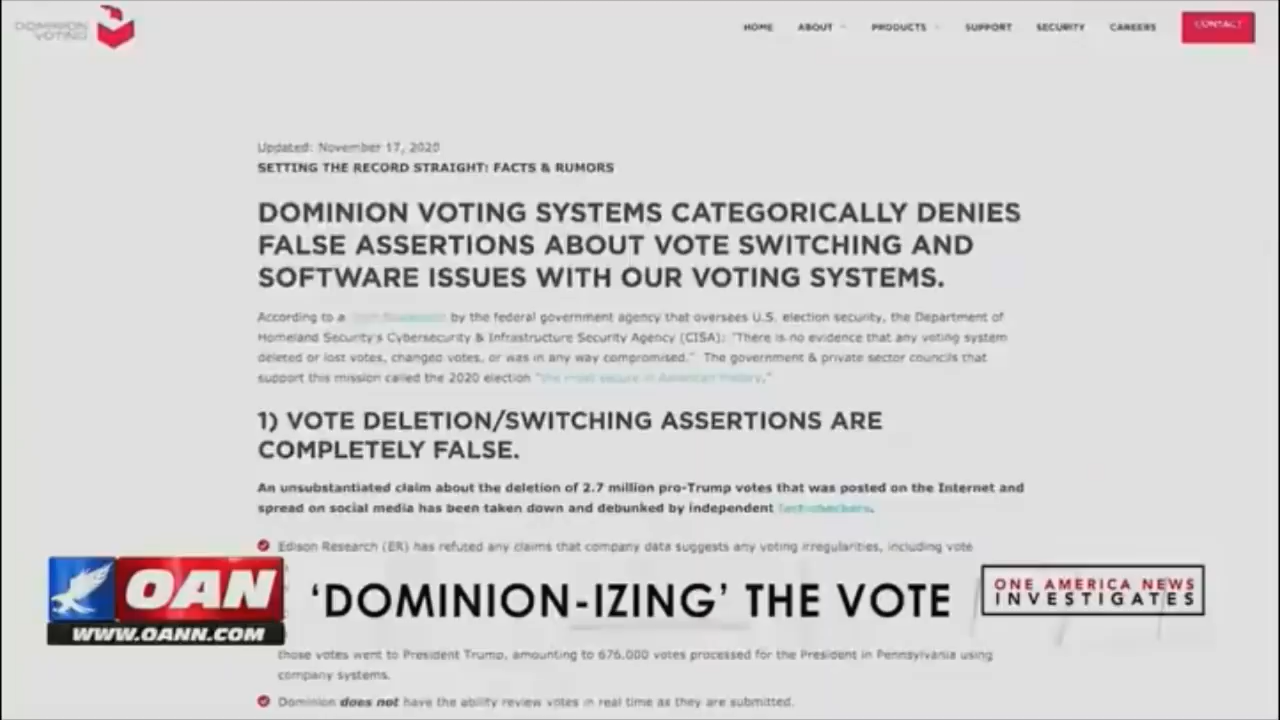 DOMINION
VOTING
HOME ABOUT PRODUCTS SUPPORT SECURITY CAREERS CONTACT
Updated: November 17, 2020
SETTING THE RECORD STRAIGHT: FACTS & RUMORS
DOMINION VOTING SYSTEMS CATEGORICALLY DENIES
FALSE ASSERTIONS ABOUT VOTE SWITCHING AND
SOFTWARE ISSUES WITH OUR VOTING SYSTEMS.
According to a by the federal government agency that oversees U.S. election security, the Department of
Homeland Security's Cybersecurity & Infrastructure Security Agency (CISA): "There is no evidence that any voting system
deleted or lost votes, changed votes, or was in any way compromised." The government & private sector councils that
support this mission called the 2020 election "the most secure in American history."
1) VOTE DELETION/SWITCHING ASSERTIONS ARE
COMPLETELY FALSE.
An unsubstantiated claim about the deletion of 2.7 million pro-Trump votes that was posted on the Internet and
spread on social media has been taken down and debunked by independent fact-checkers.
Edison Research (ER) has refuted any claims that company data suggests any voting irregularities, including vote
OAN
WWW.OANN.COM
'DOMINION-IZING' THE VOTE
ONE AMERICA NEWS
INVESTIGATES
those votes went to President Trump, amounting to 676,000 votes processed for the President in Pennsylvania using
company systems.
Dominion does not have the ability review votes in real time as they are submitted.